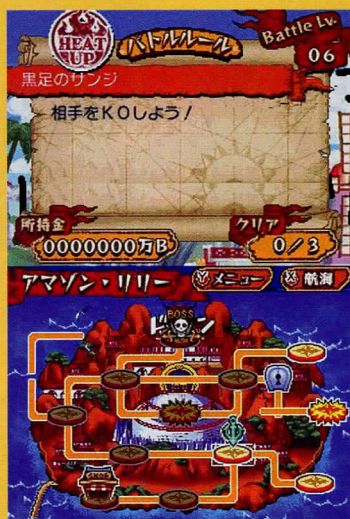 HEAT UP
バトルルール
Battle Lv.
06
黒足のサンジ
相手をKOしよう!
所持金
0000000万B
クリア
0/3
アマゾン・リリー
Y メニュー
X 航海
BOSS
SHOP